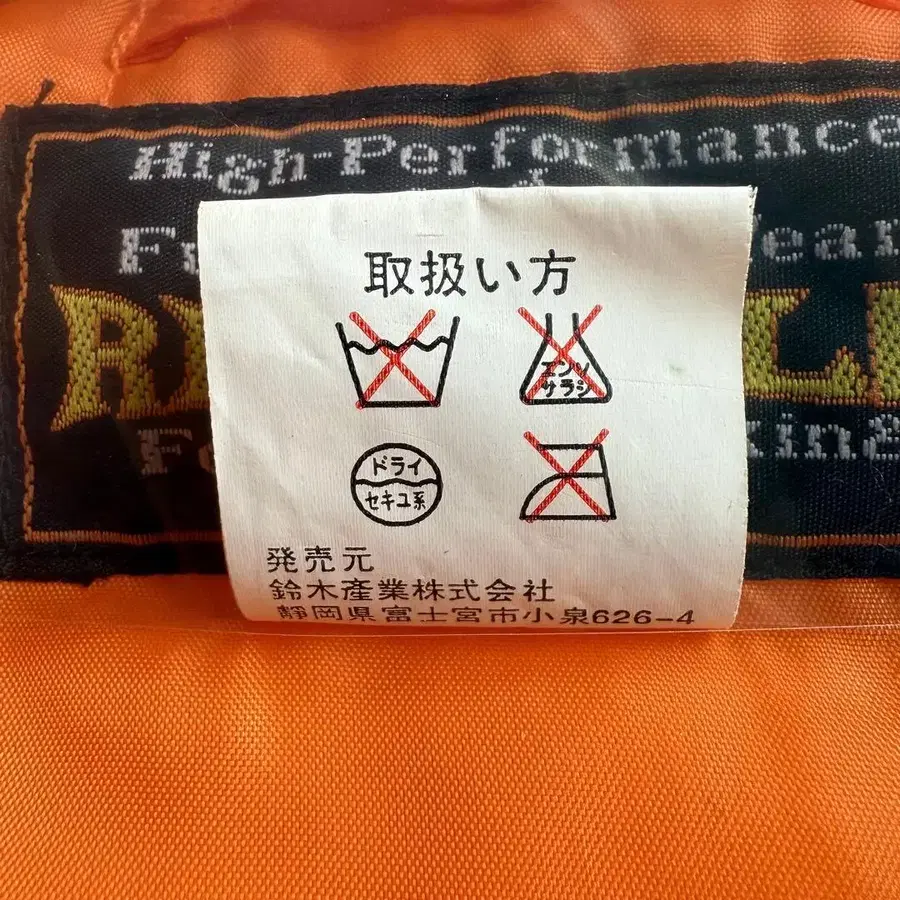 High-Performance
取扱い方
エンソ
サラシ
ドライ
セキユ系
発売元
鈴木産業株式会社
静岡県富士宮市小泉626-4